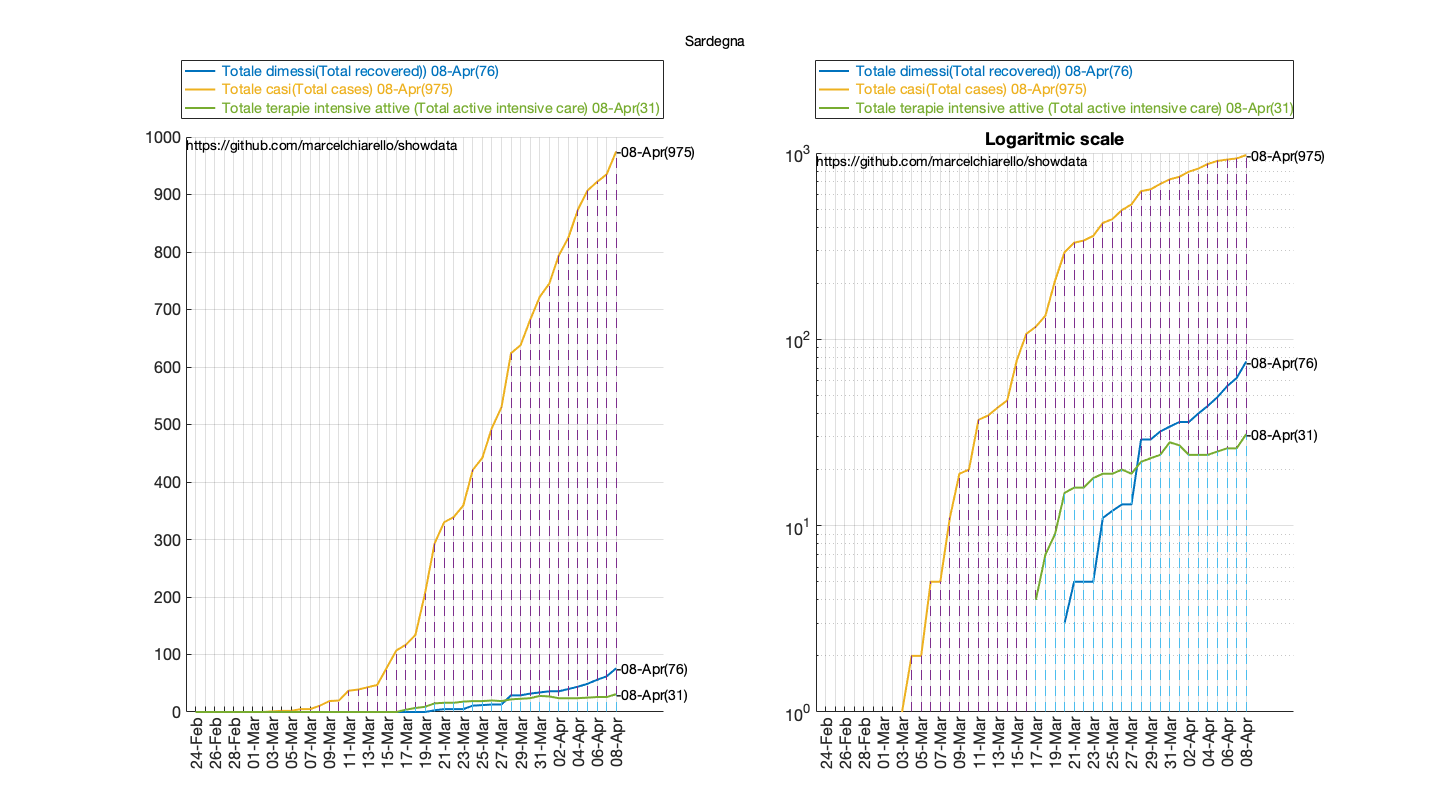 Sardegna
Totale dimessi(Total recovered)) 08-Apr(76)
Totale casi(Total cases) 08-Apr(975)
Totale terapie intensive attive (Total active intensive care) 08-Apr(31)
https://github.com/marcelchiarello/showdata
1000
900
800
700
600
500
400
300
200
100
0
-08-Apr(975)
-08-Apr(76)
-08-Apr(31)
24-Feb
26-Feb
28-Feb
01-Mar
03-Mar
05-Mar
07-Mar
09-Mar
11-Mar
13-Mar
15-Mar
17-Mar
19-Mar
21-Mar
23-Mar
25-Mar
27-Mar
29-Mar
31-Mar
02-Apr
04-Apr
06-Apr
08-Apr
Totale dimessi(Total recovered)) 08-Apr(76)
Totale casi(Total cases) 08-Apr(975)
Totale terapie intensive attive (Total active intensive care) 08-Apr(31)
Logaritmic scale
https://github.com/marcelchiarello/showdata
10³
10²
10¹
10⁰
-08-Apr(975)
-08-Apr(76)
-08-Apr(31)
24-Feb
26-Feb
28-Feb
01-Mar
03-Mar
05-Mar
07-Mar
09-Mar
11-Mar
13-Mar
15-Mar
17-Mar
19-Mar
21-Mar
23-Mar
25-Mar
27-Mar
29-Mar
31-Mar
02-Apr
04-Apr
06-Apr
08-Apr